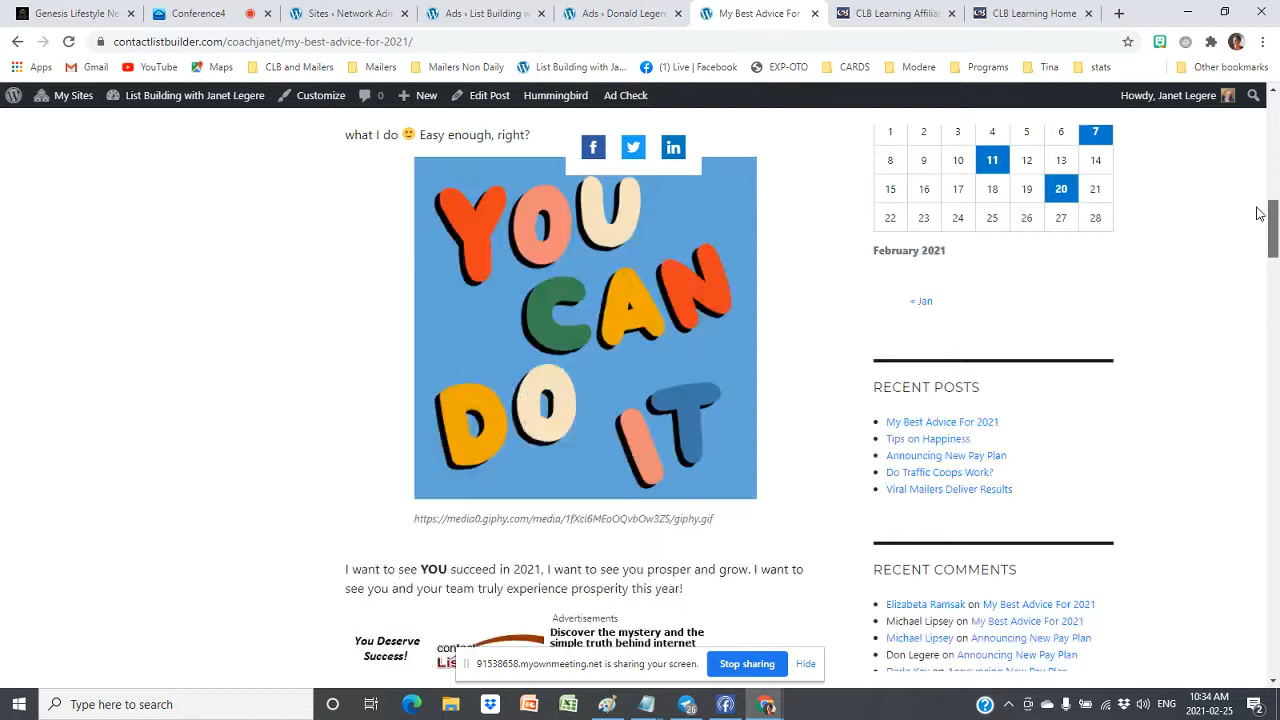 Genesis Lifestyle Ne
Conference4
Sites ‹ Network Adm
Ads ‹ List Building w
Ads ‹ Don Legere
My Best Advice For
CLB Learning Affilia
CLB Learning Home
contactlistbuilder.com/coachjanet/my-best-advice-for-2021/
Apps
Gmail
YouTube
Maps
CLB and Mailers
Mailers
Mailers Non Daily
List Building with Ja...
(1) Live | Facebook
EXP-OTO
CARDS
Modere
Programs
Tina
stats
Other bookmarks
My Sites
List Building with Janet Legere
Customize
0
New
Edit Post
Hummingbird
Ad Check
Howdy, Janet Legere
what I do 🙂 Easy enough, right?
YOU
CAN
DO IT
https://media0.giphy.com/media/1fXcl6MEoOQvbOw3ZS/giphy.gif
I want to see YOU succeed in 2021, I want to see you prosper and grow. I want to
see you and your team truly experience prosperity this year!
Advertisements
You Deserve
Success!
Discover the mystery and the
simple truth behind internet
1 2 3 4 5 6 7
8 9 10 11 12 13 14
15 16 17 18 19 20 21
22 23 24 25 26 27 28
February 2021
« Jan
RECENT POSTS
My Best Advice For 2021
Tips on Happiness
Announcing New Pay Plan
Do Traffic Coops Work?
Viral Mailers Deliver Results
RECENT COMMENTS
Elizabeta Ramsak on My Best Advice For 2021
Michael Lipsey on My Best Advice For 2021
Michael Lipsey on Announcing New Pay Plan
Don Legere on Announcing New Pay Plan
91538658.myownmeeting.net is sharing your screen.
Stop sharing
Hide
Type here to search
26
ENG
10:34 AM
2021-02-25
2